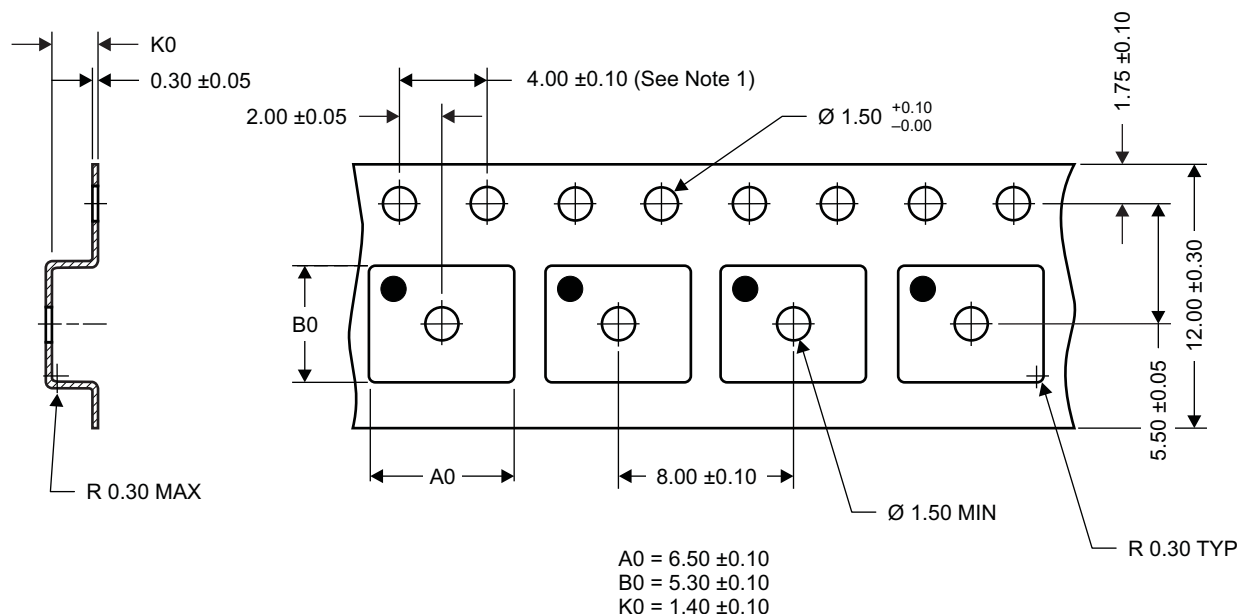 K0
0.30 ±0.05
4.00 ±0.10 (See Note 1)
2.00 ±0.05
Ø 1.50 +0.10 –0.00
1.75 ±0.10
B0
12.00 ±0.30
5.50 ±0.05
R 0.30 MAX
A0
8.00 ±0.10
Ø 1.50 MIN
R 0.30 TYP
A0 = 6.50 ±0.10
B0 = 5.30 ±0.10
K0 = 1.40 ±0.10